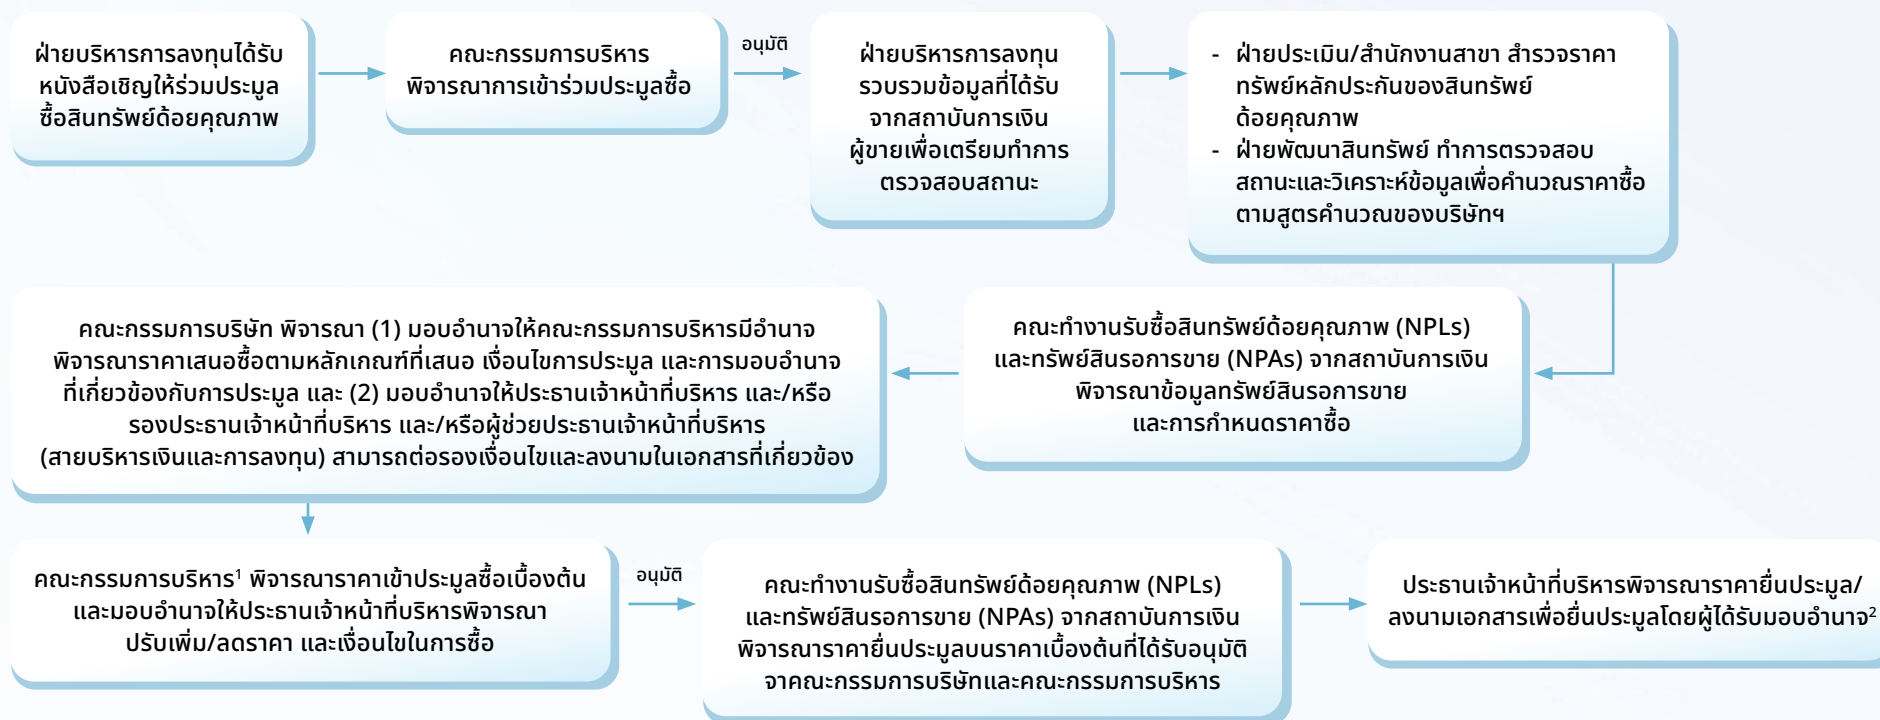 ฝ่ายบริหารการลงทุนได้รับ
หนังสือเชิญให้ร่วมประมูล
ซื้อสินทรัพย์ด้อยคุณภาพ
คณะกรรมการบริหาร
พิจารณาการเข้าร่วมประมูลซื้อ
อนุมัติ
ฝ่ายบริหารการลงทุน
รวบรวมข้อมูลที่ได้รับ
จากสถาบันการเงิน
ผู้ขายเพื่อเตรียมทำการ
ตรวจสอบสถานะ
- ฝ่ายประเมิน/สำนักงานสาขา สำรวจราคา
ทรัพย์หลักประกันของสินทรัพย์
ด้อยคุณภาพ
- ฝ่ายพัฒนาสินทรัพย์ ทำการตรวจสอบ
สถานะและวิเคราะห์ข้อมูลเพื่อคำนวณราคาซื้อ
ตามสูตรคำนวณของบริษัทฯ
คณะทำงานรับซื้อสินทรัพย์ด้อยคุณภาพ (NPLs)
และทรัพย์สินรอการขาย (NPAs) จากสถาบันการเงิน
พิจารณาข้อมูลทรัพย์สินรอการขาย
และการกำหนดราคาซื้อ
คณะกรรมการบริษัท พิจารณา (1) มอบอำนาจให้คณะกรรมการบริหารมีอำนาจ
พิจารณาราคาเสนอซื้อตามหลักเกณฑ์ที่เสนอ เงื่อนไขการประมูล และการมอบอำนาจ
ที่เกี่ยวข้องกับการประมูล และ (2) มอบอำนาจให้ประธานเจ้าหน้าที่บริหาร และ/หรือ
รองประธานเจ้าหน้าที่บริหาร และ/หรือผู้ช่วยประธานเจ้าหน้าที่บริหาร
(สายบริหารเงินและการลงทุน) สามารถต่อรองเงื่อนไขและลงนามในเอกสารที่เกี่ยวข้อง
คณะกรรมการบริหาร¹ พิจารณาราคาเข้าประมูลซื้อเบื้องต้น
และมอบอำนาจให้ประธานเจ้าหน้าที่บริหารพิจารณา
ปรับเพิ่ม/ลดราคา และเงื่อนไขในการซื้อ
อนุมัติ
คณะทำงานรับซื้อสินทรัพย์ด้อยคุณภาพ (NPLs)
และทรัพย์สินรอการขาย (NPAs) จากสถาบันการเงิน
พิจารณาราคายื่นประมูลบนราคาเบื้องต้นที่ได้รับอนุมัติ
จาคณะกรรมการบริษัทและคณะกรรมการบริหาร
ประธานเจ้าหน้าที่บริหารพิจารณาราคายื่นประมูล/
ลงนามเอกสารเพื่อยื่นประมูลโดยผู้ได้รับมอบอำนาจ²